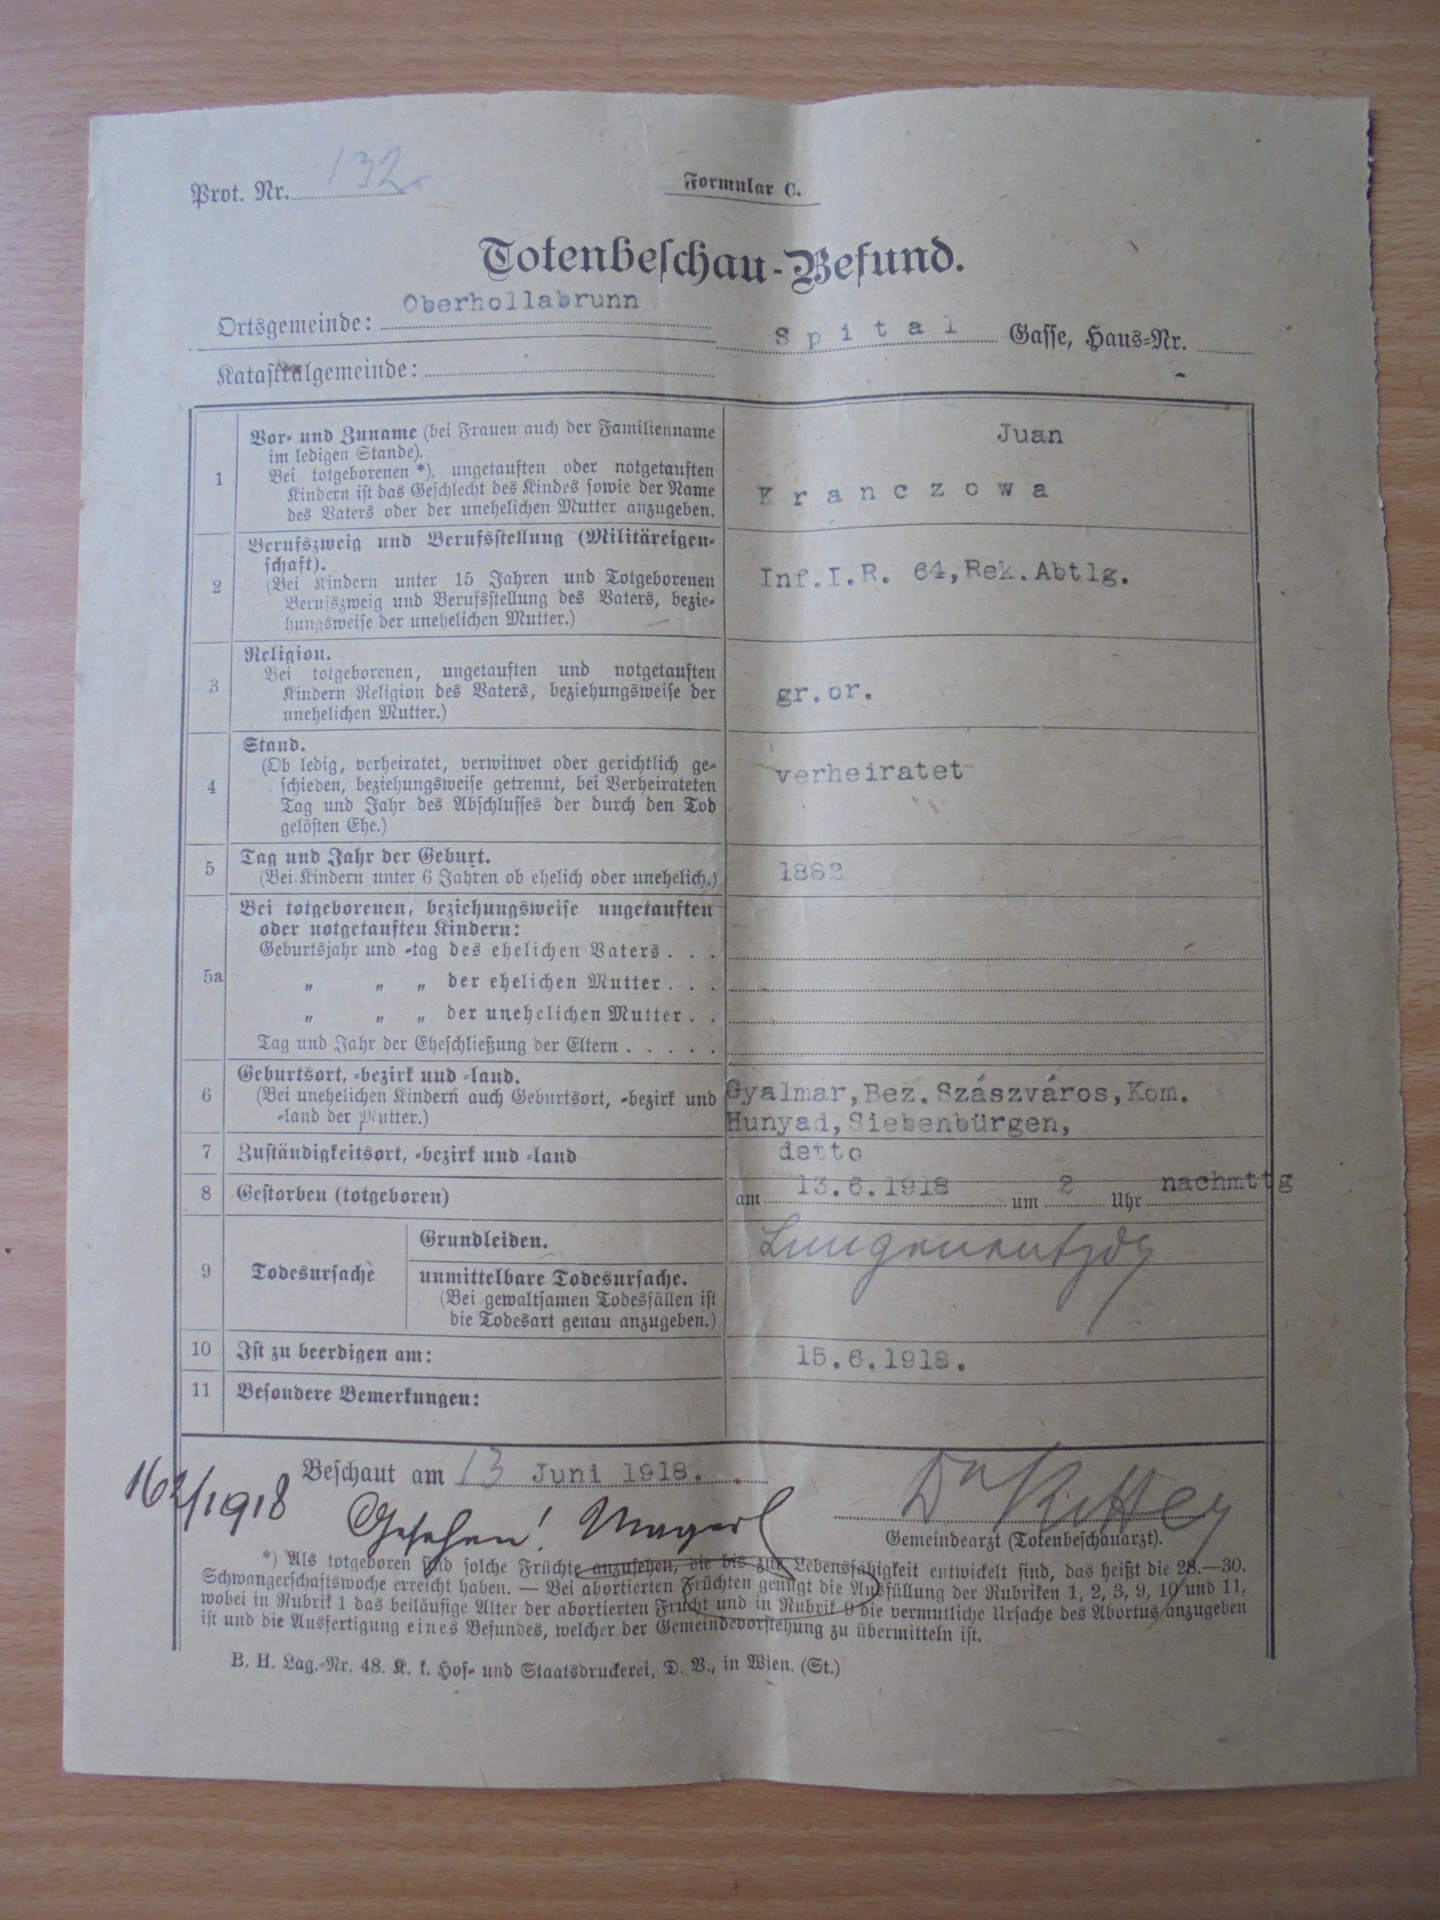 Prot. Nr. 132
Formular C.
Totenbeschau-Befund.
Ortsgemeinde: Oberhollabrunn
Spital Gasse, Haus-Nr. -
Katastralgemeinde:
1 Vor- und Zuname (bei Frauen auch der Familienname
im ledigen Stande).
Bei totgeborenen *), ungetauften oder notgetauften
Kindern ist das Geschlecht des Kindes sowie der Name
des Vaters oder der unehelichen Mutter anzugeben.
Juan
Kranczowa
2 Berufszweig und Berufsstellung (Militäreigen-
schaft).
(Bei Kindern unter 15 Jahren und Totgeborenen
Berufszweig und Berufsstellung des Vaters, bezie-
hungsweise der unehelichen Mutter.)
Inf.I.R. 64,Rek.Abtlg.
3 Religion.
Bei totgeborenen, ungetauften und notgetauften
Kindern Religion des Vaters, beziehungsweise der
unehelichen Mutter.)
gr.or.
4 Stand.
(Ob ledig, verheiratet, verwitwet oder gerichtlich ge-
schieden, beziehungsweise getrennt, bei Verheirateten
Tag und Jahr des Abschlusses der durch den Tod
gelösten Ehe.)
verheiratet
5 Tag und Jahr der Geburt.
(Bei Kindern unter 6 Jahren ob ehelich oder unehelich.)
5a Bei totgeborenen, beziehungsweise ungetauften
oder notgetauften Kindern:
Geburtsjahr und -tag des ehelichen Vaters . . .
" " " der ehelichen Mutter . . .
" " " der unehelichen Mutter . .
Tag und Jahr der Eheschließung der Eltern . . . . .
6 Geburtsort, -bezirk und -land.
(Bei unehelichen Kindern auch Geburtsort, -bezirk und
-land der Mutter.)
Gyalmar,Bez.Szászváros,Kom.
Hunyad,Siebenbürgen,
7 Zuständigkeitsort, -bezirk und -land
detto
8 Gestorben (totgeboren)
am 13.6.1918 um 2 Uhr nachmttg
9 Todesursache
Grundleiden.
Lungenentzdg
unmittelbare Todesursache.
(Bei gewaltsamen Todesfällen ist
die Todesart genau anzugeben.)
10 Ist zu beerdigen am:
15.6.1918.
11 Besondere Bemerkungen:
Beschaut am 13 Juni 1918.
162/1918
Gesehen!
Dr
Gemeindearzt (Totenbeschauarzt).
*) Als totgeboren sind solche Früchte anzusehen, die bis zur Lebensfähigkeit entwickelt sind, das heißt die 28.—30.
Schwangerschaftswoche erreicht haben. — Bei abortierten Früchten genügt die Ausfüllung der Rubriken 1, 2, 3, 9, 10 und 11,
wobei in Rubrik 1 das beiläufige Alter der abortierten Frucht und in Rubrik 9 die vermutliche Ursache des Abortus anzugeben
ist und die Ausfertigung eines Befundes, welcher der Gemeindevorstehung zu übermitteln ist.
B. H. Lag.-Nr. 48. K. k. Hof- und Staatsdruckerei, D. V., in Wien. (St.)